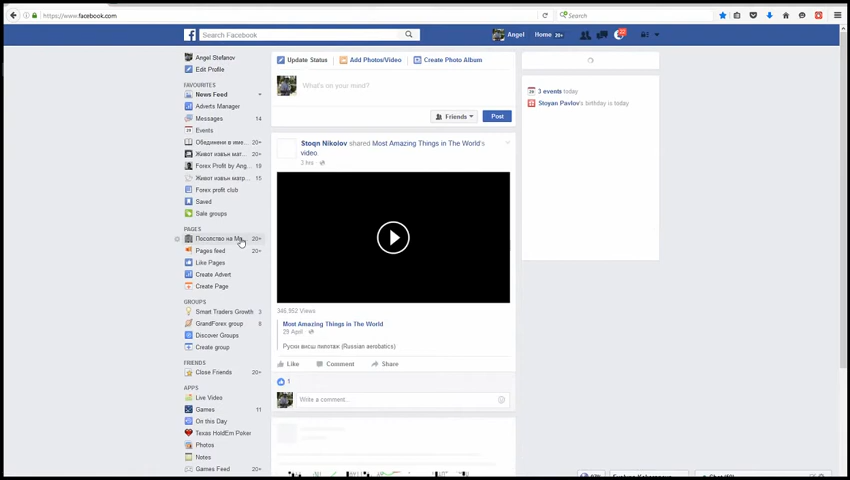 https://www.facebook.com
Search
Search Facebook
Angel
Home 20+
Angel Stefanov
Edit Profile
FAVOURITES
News Feed
Adverts Manager
Messages 14
Events
Обединени в име... 20+
Живот извън мат... 20+
Forex Profit by Ang... 19
Живот извън матр... 15
Forex profit club
Saved
Sale groups
PAGES
Посолство на Ма... 20+
Pages feed 20+
Like Pages
Create Advert
Create Page
GROUPS
Smart Traders Growth 3
GrandForex group 8
Discover Groups
Create group
FRIENDS
Close Friends 20+
APPS
Live Video
Games 11
On this Day
Texas HoldEm Poker
Photos
Notes
Games Feed 20+
Update Status
Add Photos/Video
Create Photo Album
What's on your mind?
Friends
Post
Stoqn Nikolov shared Most Amazing Things in The World's
video.
3 hrs
346,952 Views
Most Amazing Things in The World
29 April
Руски висш пилотаж (Russian aerobatics)
Like
Comment
Share
1
Write a comment...
3 events today
Stoyan Pavlov's birthday is today